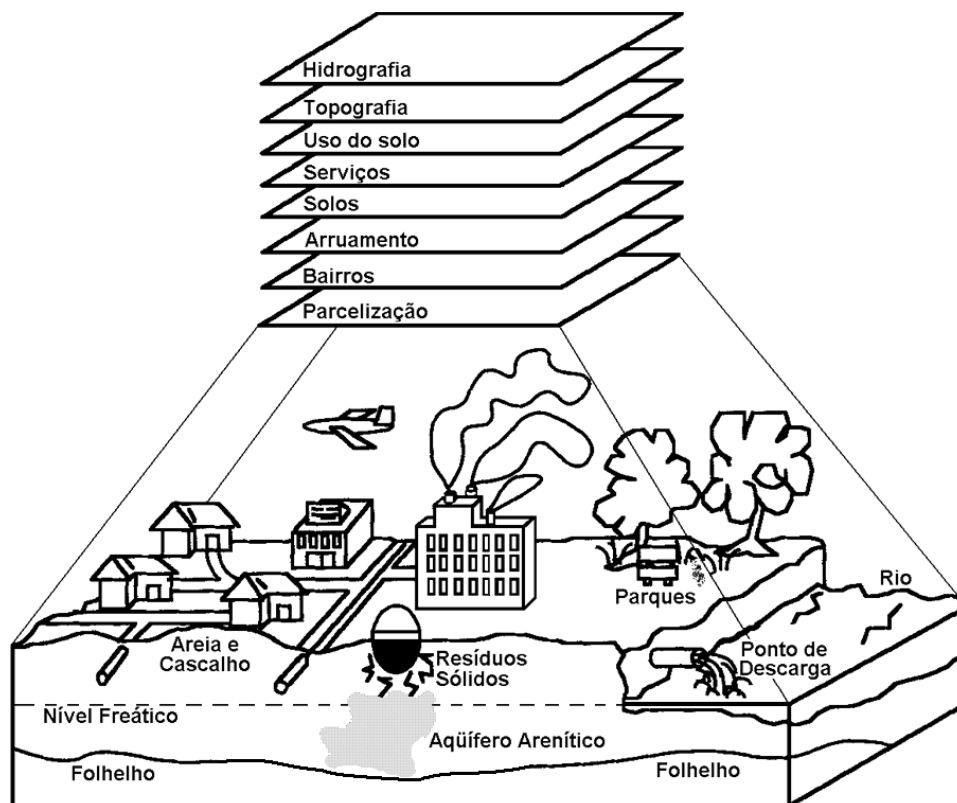 Hidrografia
Topografia
Uso do solo
Serviços
Solos
Arruamento
Bairros
Parcelização
Rio
Parques
Areia e
Cascalho
Resíduos
Sólidos
Ponto de
Descarga
Nível Freático
Aqüífero Arenítico
Folhelho
Folhelho